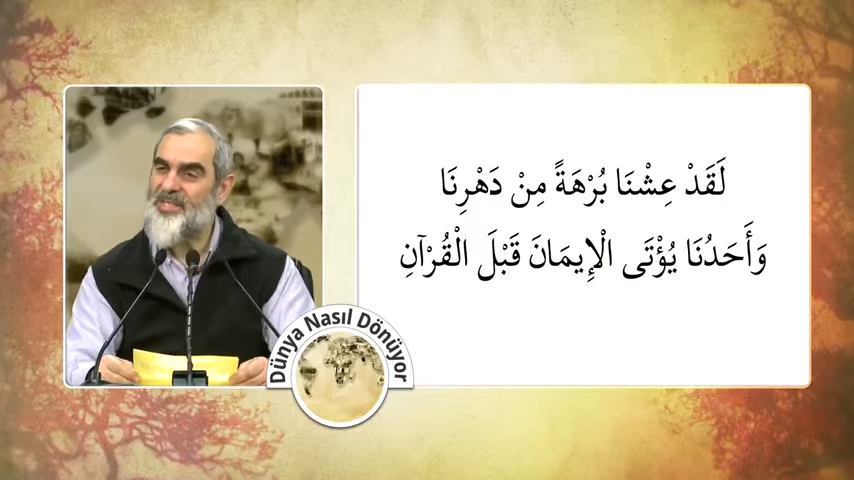 لَقَدْ عِشْنَا بُرْهَةً مِنْ دَهْرِنَا
وَأَحَدُنَا يُؤْتَى الْإِيمَانَ قَبْلَ الْقُرْآنِ
Dünya Nasıl Dönüyor